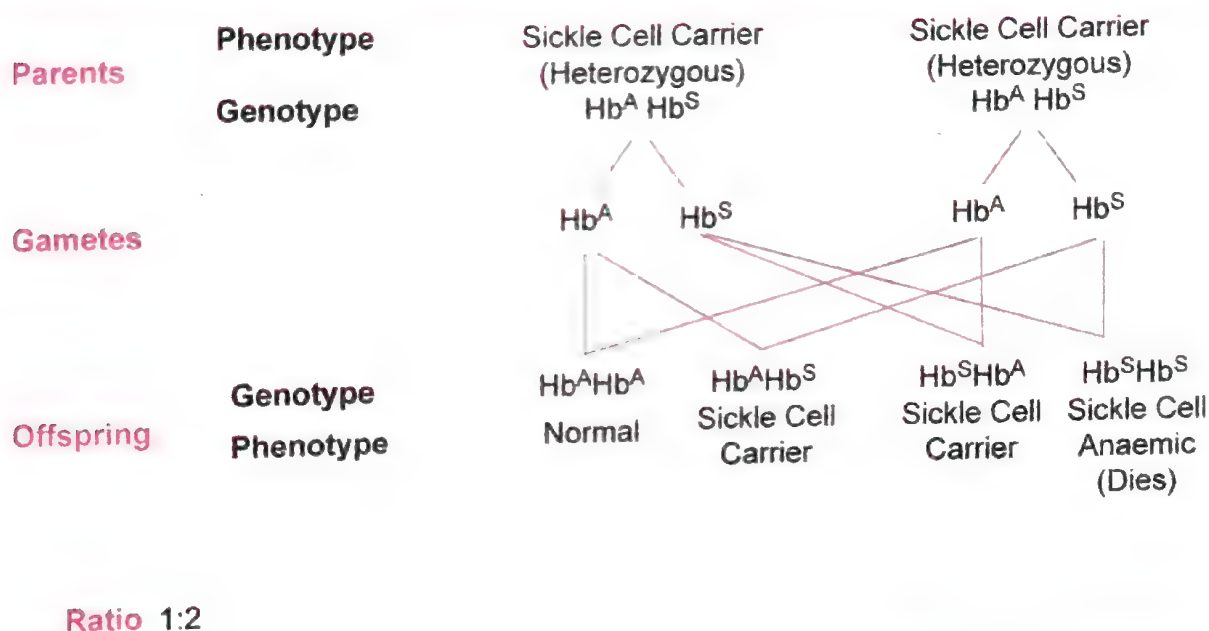 Phenotype Sickle Cell Carrier Sickle Cell Carrier
Parents (Heterozygous) (Heterozygous)
Genotype Hbᴬ Hbˢ Hbᴬ Hbˢ
Gametes Hbᴬ Hbˢ Hbᴬ Hbˢ
Genotype HbᴬHbᴬ HbᴬHbˢ HbˢHbᴬ HbˢHbˢ
Offspring Normal Sickle Cell Sickle Cell Sickle Cell
Phenotype Carrier Carrier Anaemic
(Dies)
Ratio 1:2